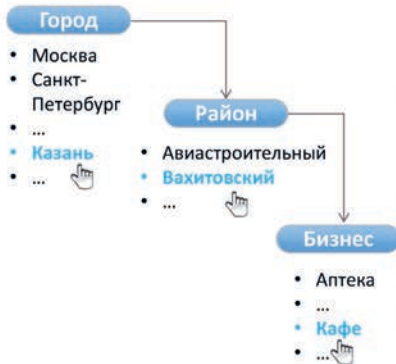 Город
• Москва
• Санкт-
Петербург
• ...
• Казань
• ...
Район
• Авиастроительный
• Вахитовский
• ...
Бизнес
• Аптека
• ...
• Кафе
• ...